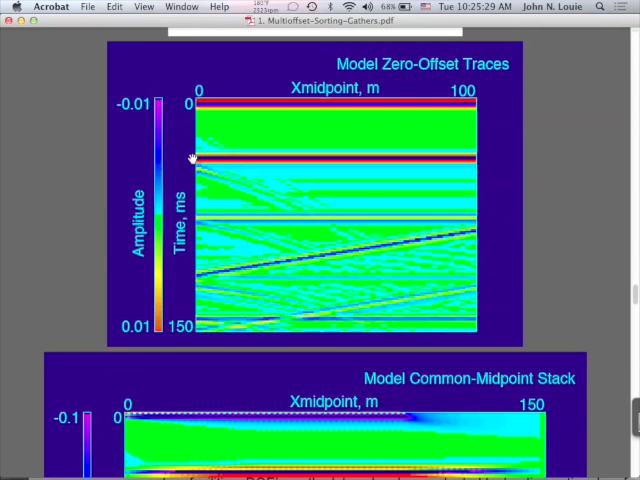 Acrobat File Edit View Window Help 160°F 2523rpm 68% Tue 10:25:29 AM John N. Louie
1. Multioffset-Sorting-Gathers.pdf
Model Zero-Offset Traces
Xmidpoint, m
0 100
-0.01 0
Amplitude
Time, ms
0.01 150
Model Common-Midpoint Stack
Xmidpoint, m
0 150
-0.1 0